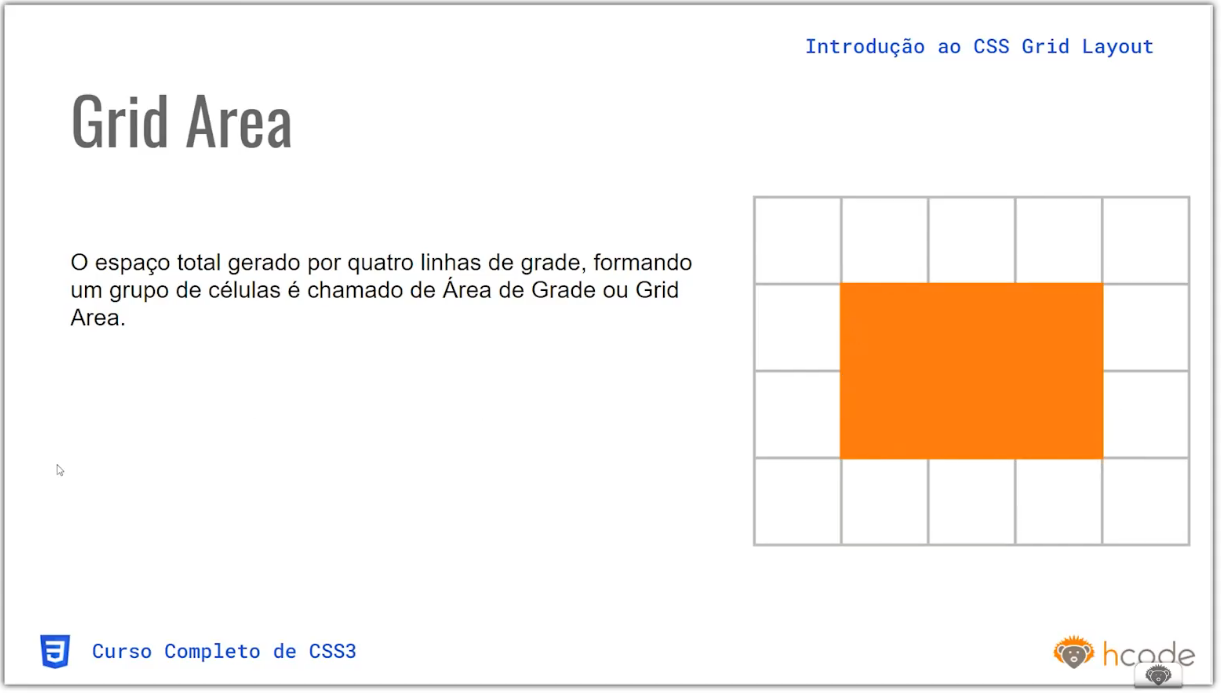 Introdução ao CSS Grid Layout
Grid Area
O espaço total gerado por quatro linhas de grade, formando
um grupo de células é chamado de Área de Grade ou Grid
Area.
Curso Completo de CSS3
hcode